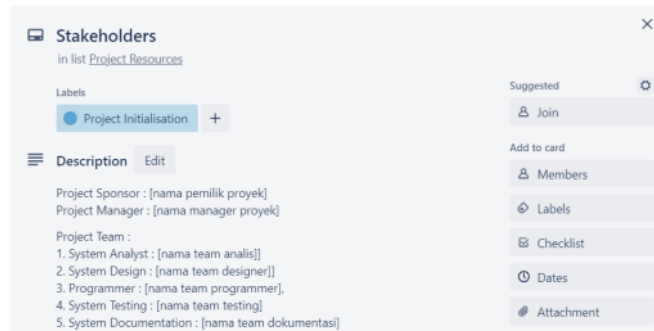 Stakeholders
in list Project Resources
Labels
Project Initialisation +
Description Edit
Project Sponsor : [nama pemilik proyek]
Project Manager : [nama manager proyek]
Project Team :
1. System Analyst : [nama team analis]]
2. System Design : [nama team designer]]
3. Programmer : [nama team programmer],
4. System Testing : [nama team testing]
5. System Documentation : [nama team dokumentasi]
Suggested
Join
Add to card
Members
Labels
Checklist
Dates
Attachment